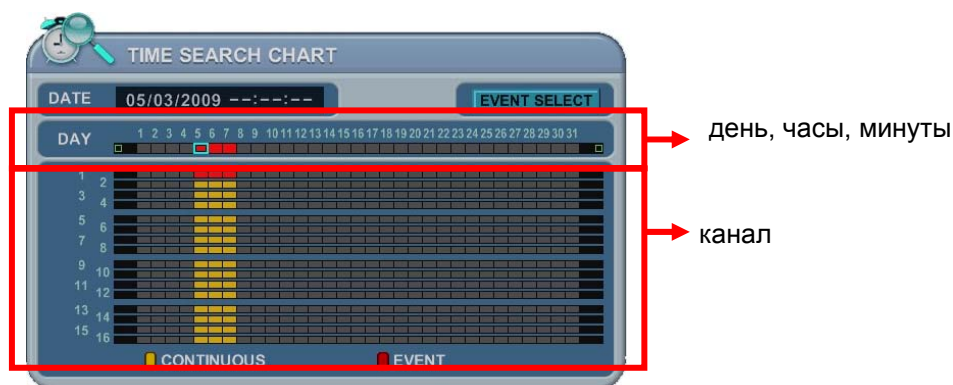 TIME SEARCH CHART
DATE 05/03/2009 --:--:-- EVENT SELECT
DAY 1 2 3 4 5 6 7 8 9 10 11 12 13 14 15 16 17 18 19 20 21 22 23 24 25 26 27 28 29 30 31
день, часы, минуты
1
2
3
4
5
6
7
8
канал
9
10
11
12
13
14
15
16
CONTINUOUS EVENT